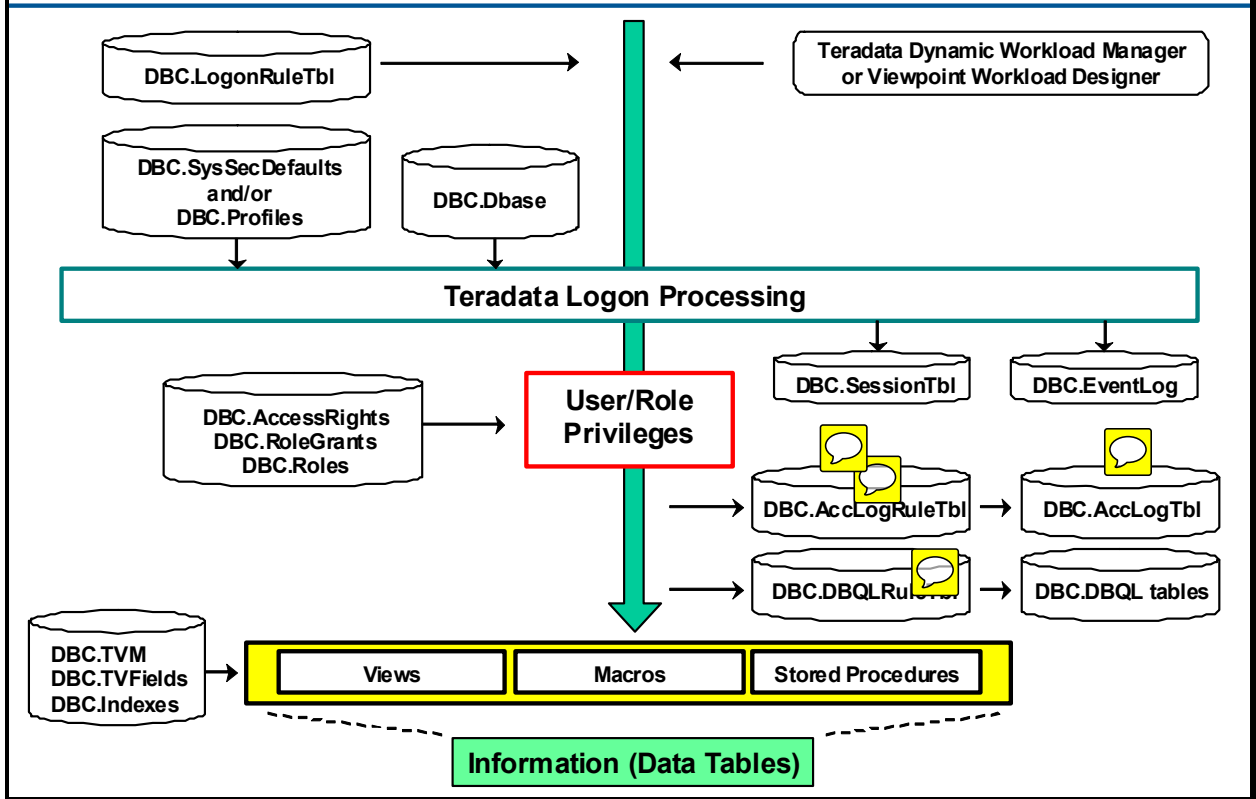 DBC.LogonRuleTbl
Teradata Dynamic Workload Manager
or Viewpoint Workload Designer
DBC.SysSecDefaults
and/or
DBC.Profiles
DBC.Dbase
Teradata Logon Processing
DBC.SessionTbl
DBC.EventLog
DBC.AccessRights
DBC.RoleGrants
DBC.Roles
User/Role
Privileges
DBC.AccLogRuleTbl
DBC.AccLogTbl
DBC.DBQLRuleTbl
DBC.DBQL tables
DBC.TVM
DBC.TVFields
DBC.Indexes
Views
Macros
Stored Procedures
Information (Data Tables)